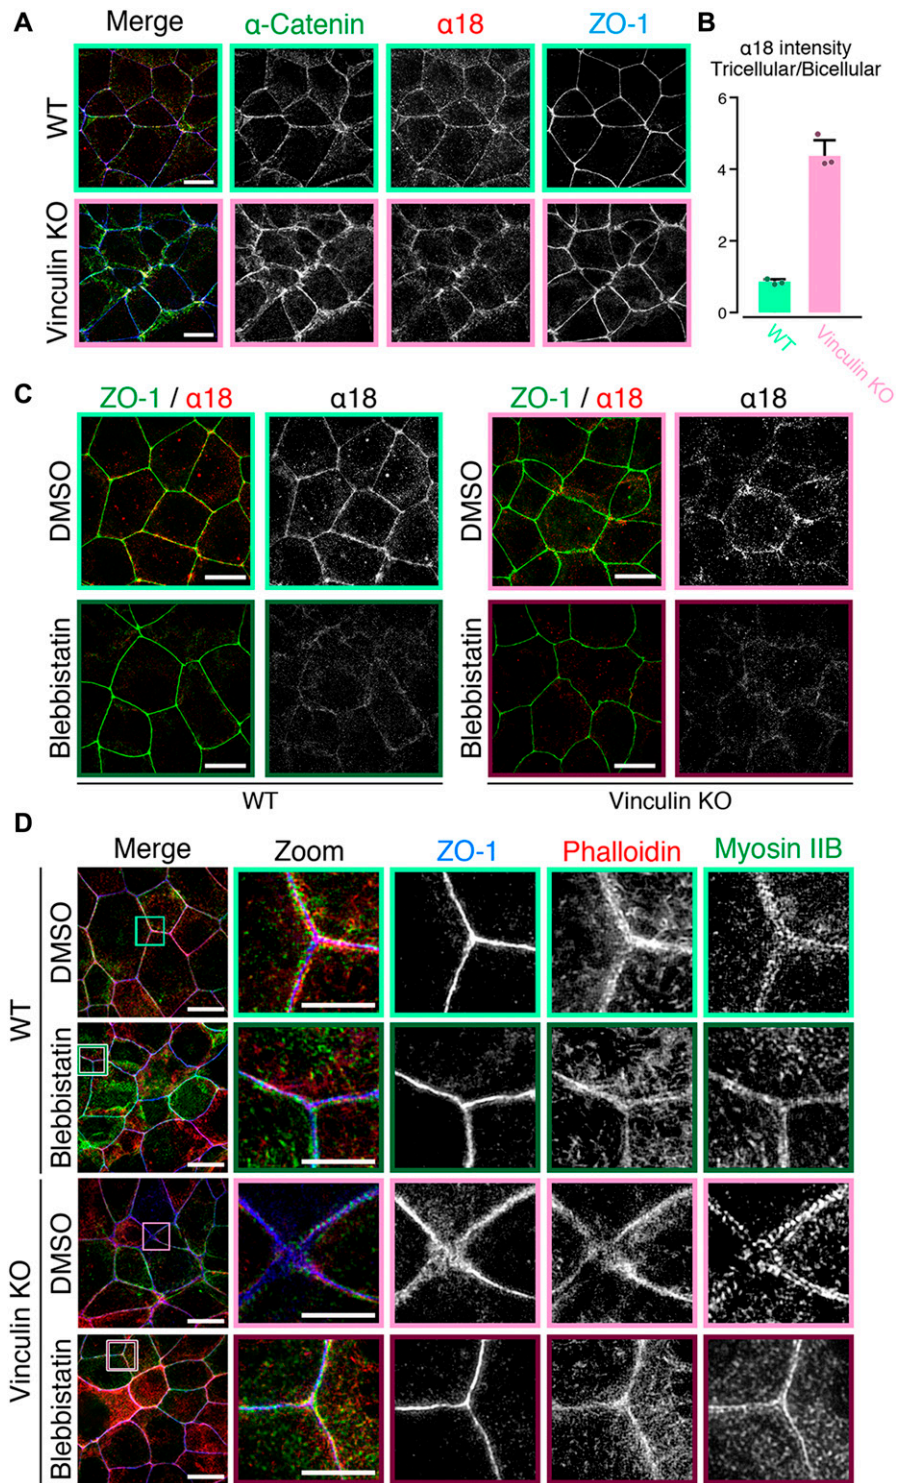 A
Merge
α-Catenin
α18
ZO-1
WT
Vinculin KO
B
α18 intensity
Tricellular/Bicellular
6
4
2
0
WT
Vinculin KO
C
ZO-1 / α18
α18
ZO-1 / α18
α18
DMSO
DMSO
Blebbistatin
Blebbistatin
WT
Vinculin KO
D
Merge
Zoom
ZO-1
Phalloidin
Myosin IIB
WT
DMSO
Blebbistatin
Vinculin KO
DMSO
Blebbistatin